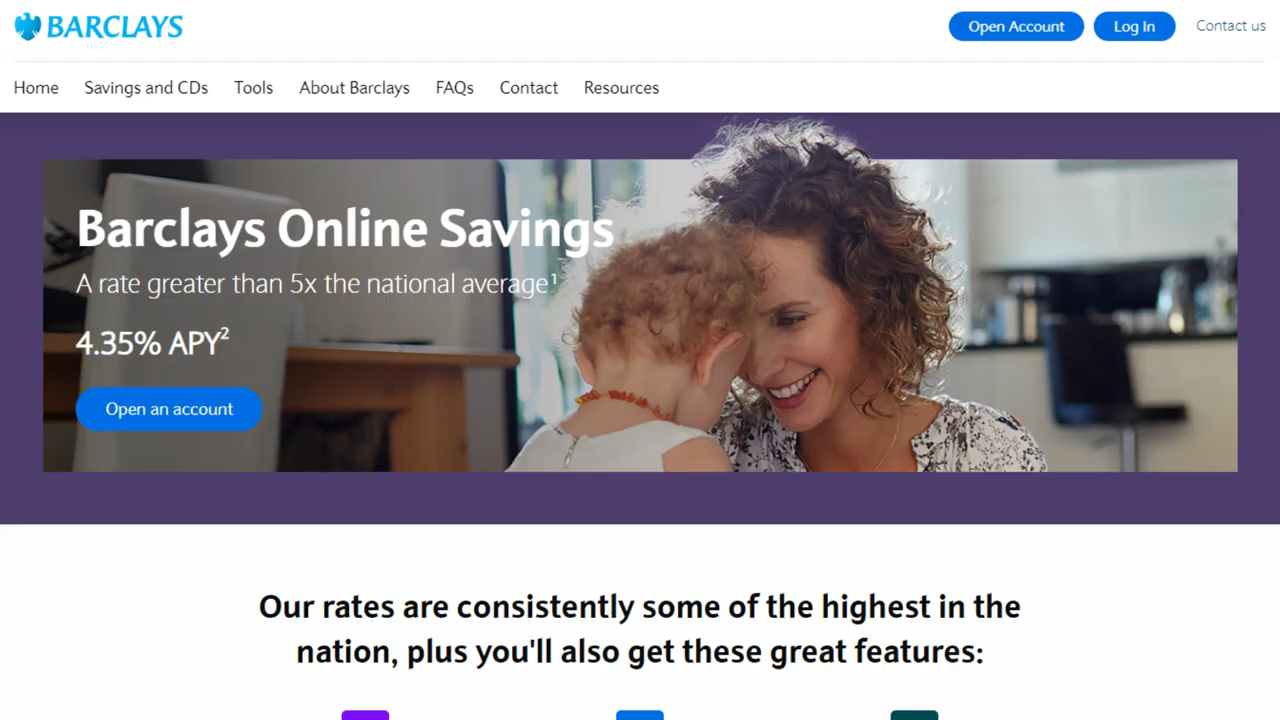 BARCLAYS
Open Account
Log In
Contact us
Home
Savings and CDs
Tools
About Barclays
FAQs
Contact
Resources
Barclays Online Savings
A rate greater than 5x the national average¹
4.35% APY²
Open an account
Our rates are consistently some of the highest in the
nation, plus you'll also get these great features: